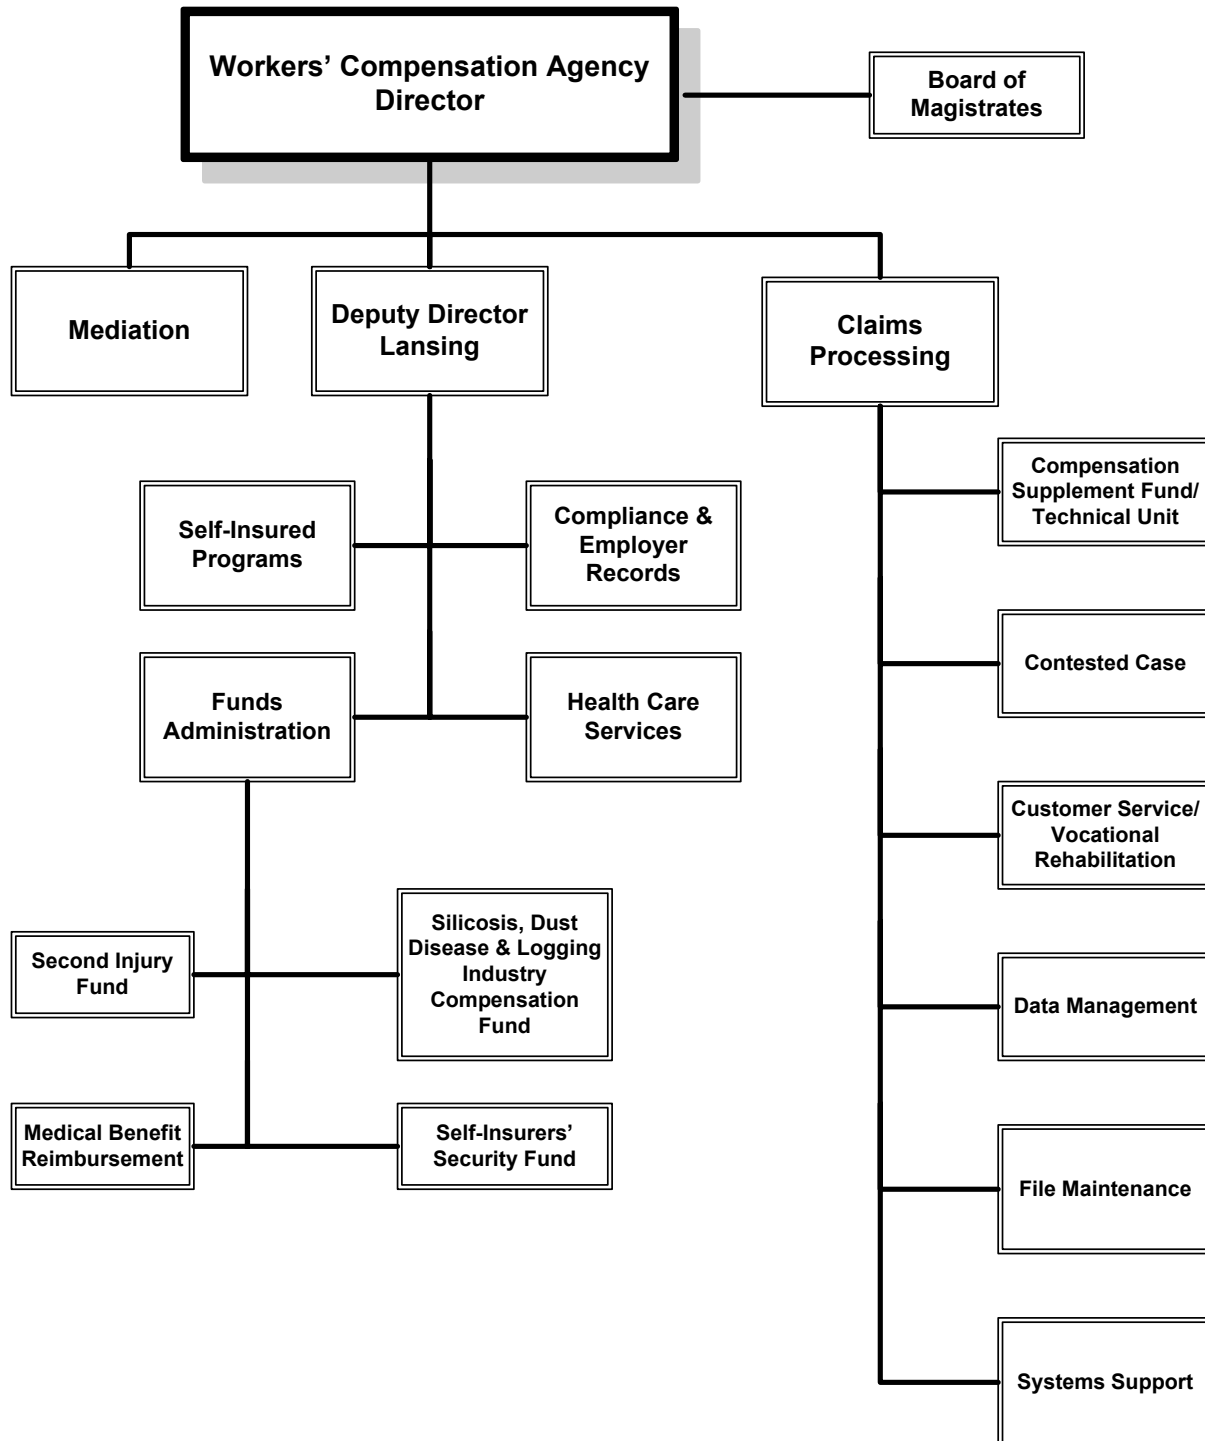 Workers’ Compensation Agency
Director
Board of
Magistrates
Mediation
Deputy Director
Lansing
Claims
Processing
Compensation
Supplement Fund/
Technical Unit
Self-Insured
Programs
Compliance &
Employer
Records
Contested Case
Funds
Administration
Health Care
Services
Customer Service/
Vocational
Rehabilitation
Second Injury
Fund
Silicosis, Dust
Disease & Logging
Industry
Compensation
Fund
Data Management
Medical Benefit
Reimbursement
Self-Insurers’
Security Fund
File Maintenance
Systems Support